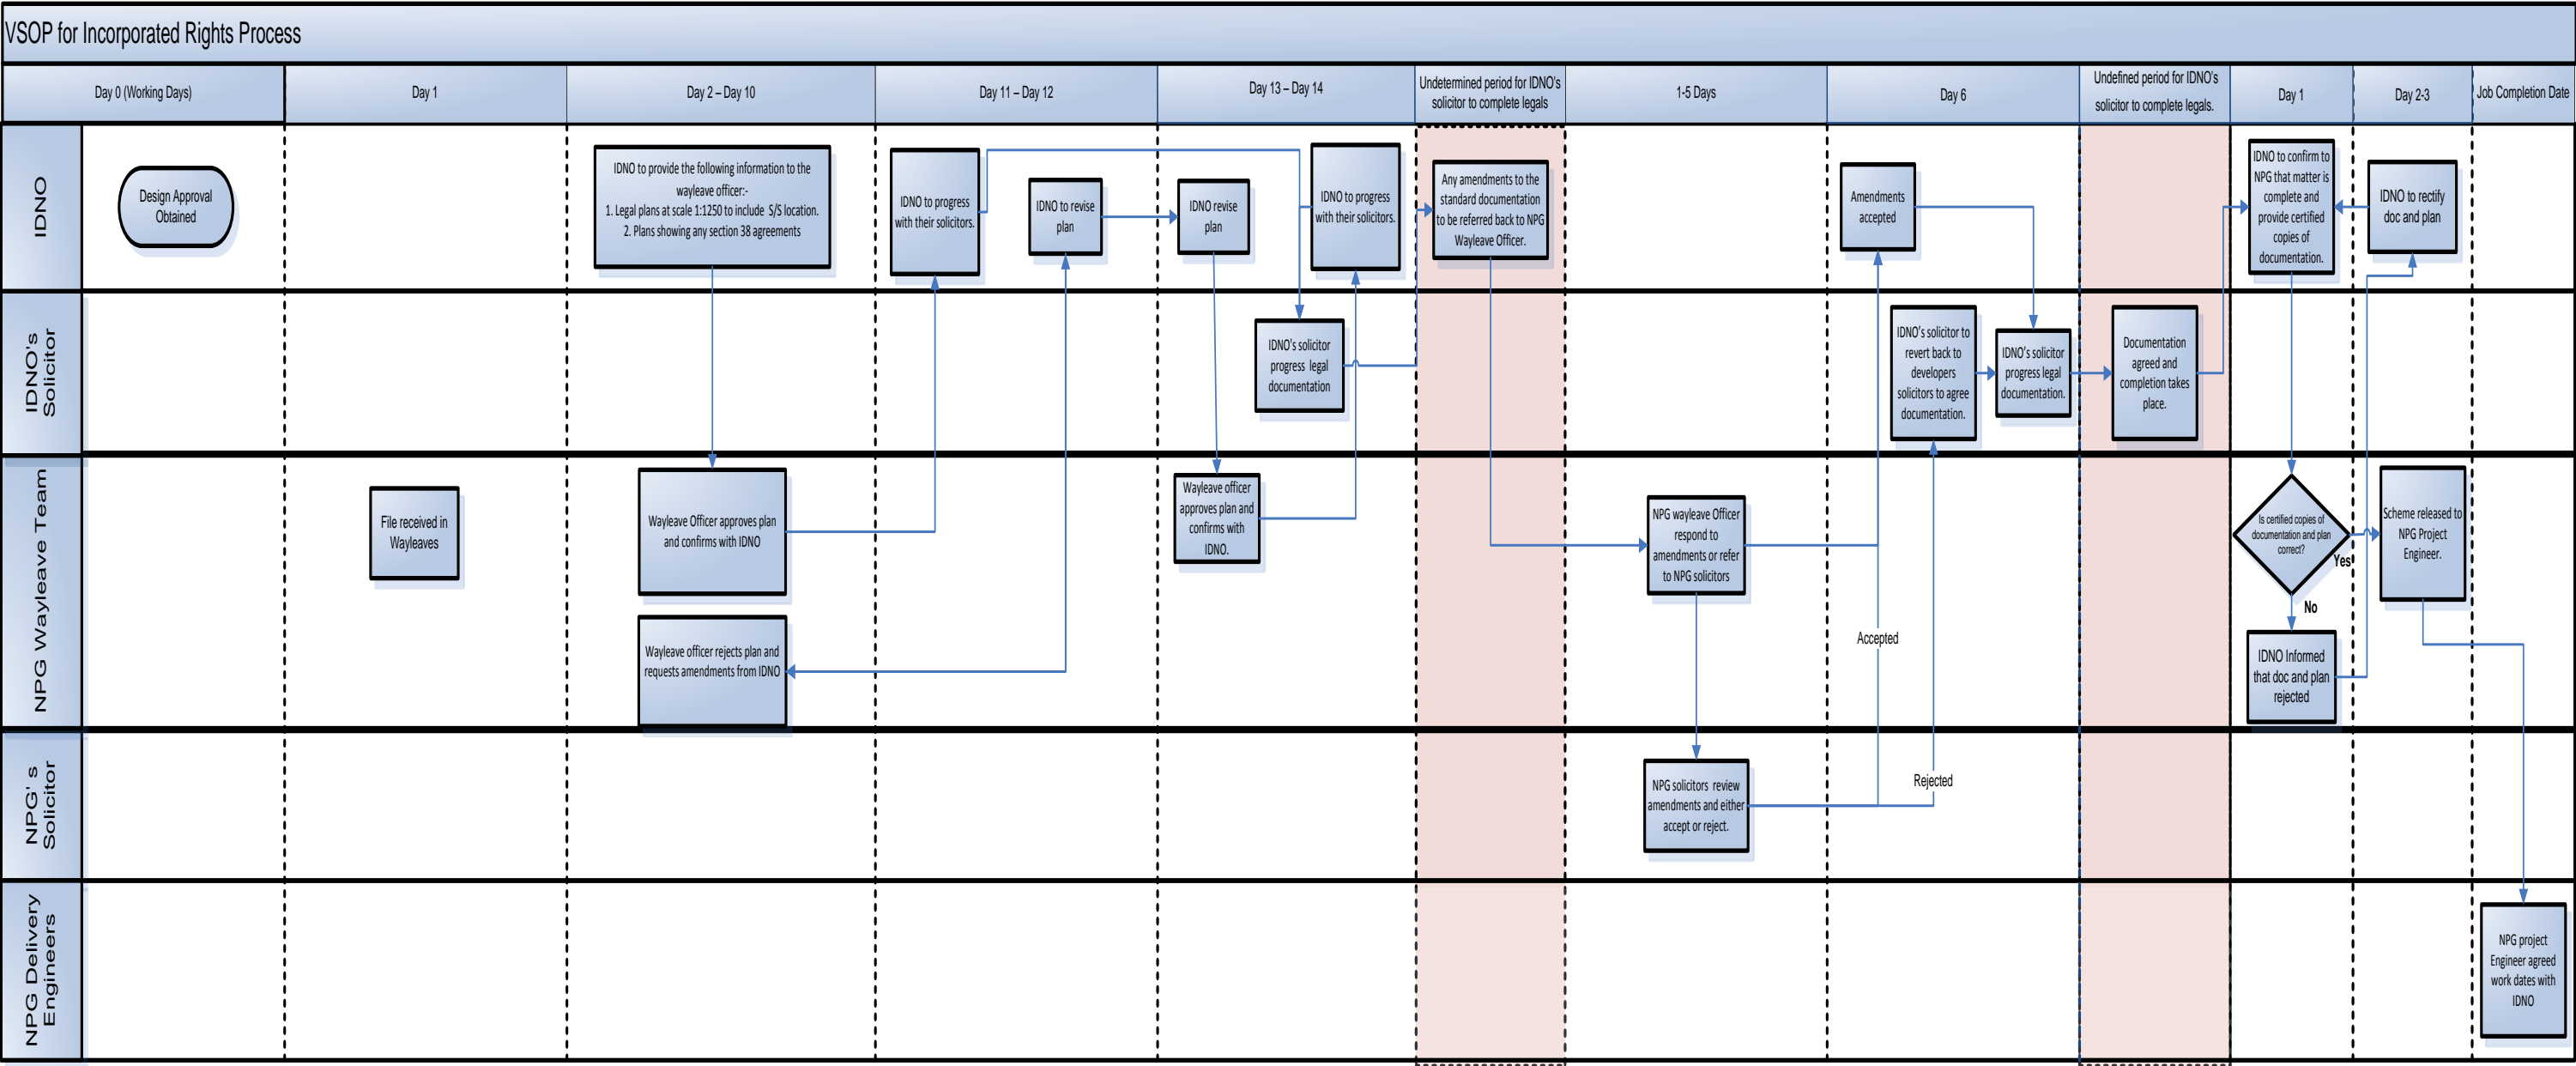 VSOP for Incorporated Rights Process
Day 0 (Working Days)
Day 1
Day 2 – Day 10
Day 11 – Day 12
Day 13 – Day 14
Undetermined period for IDNO's
solicitor to complete legals
1-5 Days
Day 6
Undefined period for IDNO's
solicitor to complete legals.
Day 1
Day 2-3
Job Completion Date
IDNO
Design Approval
Obtained
IDNO to provide the following information to the
wayleave officer:-
1. Legal plans at scale 1:1250 to include S/S location.
2. Plans showing any section 38 agreements
IDNO to progress
with their solicitors.
IDNO to revise
plan
IDNO revise
plan
IDNO to progress
with their solicitors.
Any amendments to the
standard documentation
to be referred back to NPG
Wayleave Officer.
Amendments
accepted
IDNO to confirm to
NPG that matter is
complete and
provide certified
copies of
documentation.
IDNO to rectify
doc and plan
IDNO's
Solicitor
IDNO's solicitor
progress legal
documentation
IDNO's solicitor to
revert back to
developers
solicitors to agree
documentation.
IDNO's solicitor
progress legal
documentation.
Documentation
agreed and
completion takes
place.
NPG Wayleave Team
File received in
Wayleaves
Wayleave Officer approves plan
and confirms with IDNO
Wayleave officer rejects plan and
requests amendments from IDNO
Wayleave officer
approves plan and
confirms with
IDNO.
NPG wayleave Officer
respond to
amendments or refer
to NPG solicitors
Accepted
Is certified copies of
documentation and plan
correct?
Yes
No
Scheme released to
NPG Project
Engineer.
IDNO Informed
that doc and plan
rejected
NPG' s
Solicitor
NPG solicitors review
amendments and either
accept or reject.
Rejected
NPG Delivery
Engineers
NPG project
Engineer agreed
work dates with
IDNO